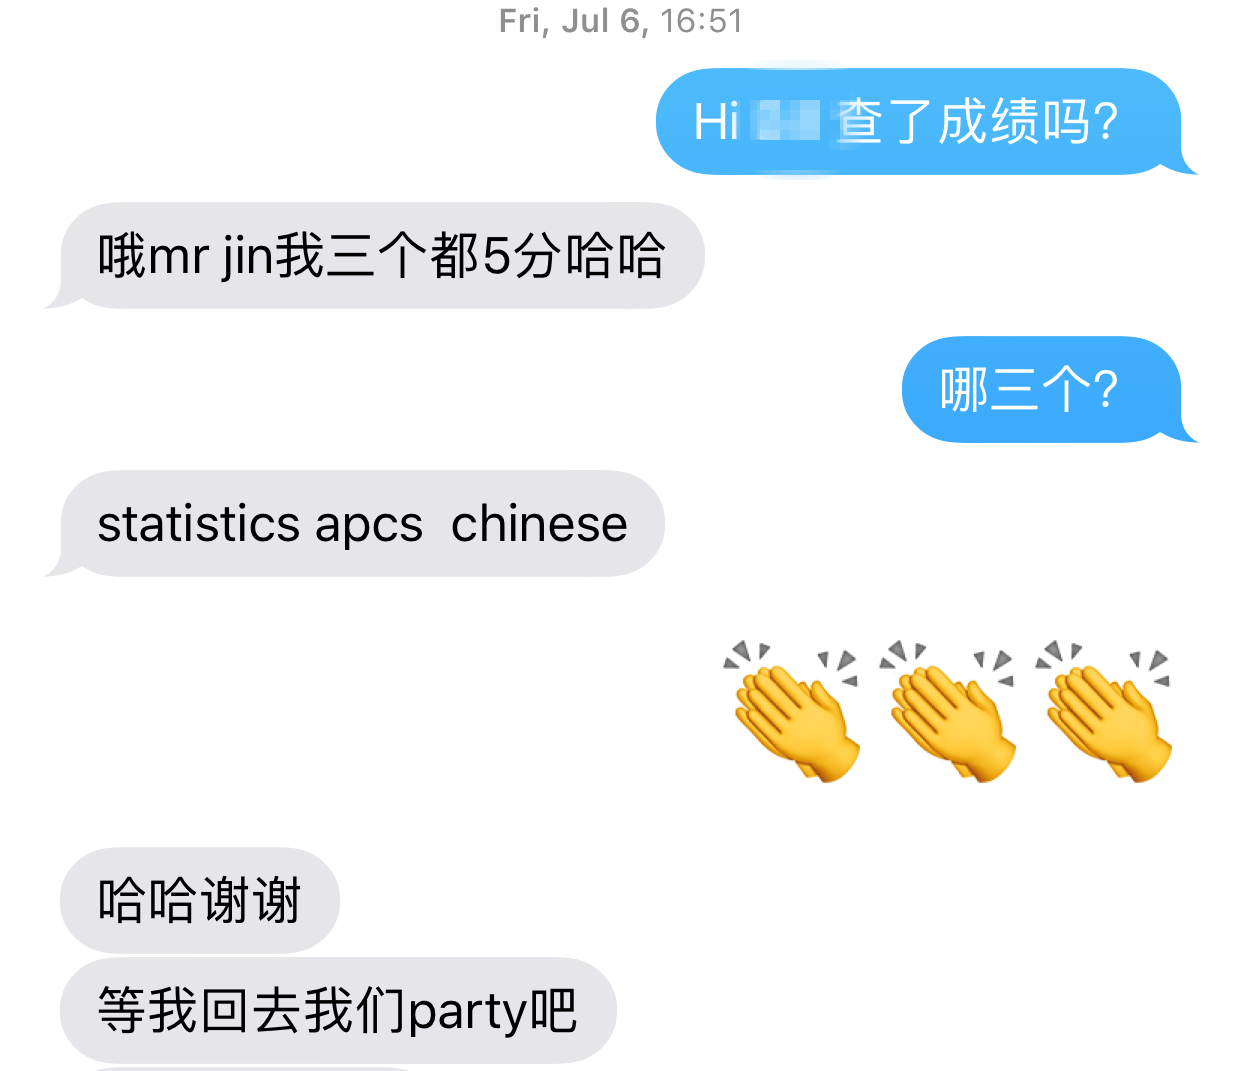 Fri, Jul 6, 16:51
Hi 查了成绩吗?
哦mr jin我三个都5分哈哈
哪三个?
statistics apcs  chinese
👏👏👏
哈哈谢谢
等我回去我们party吧